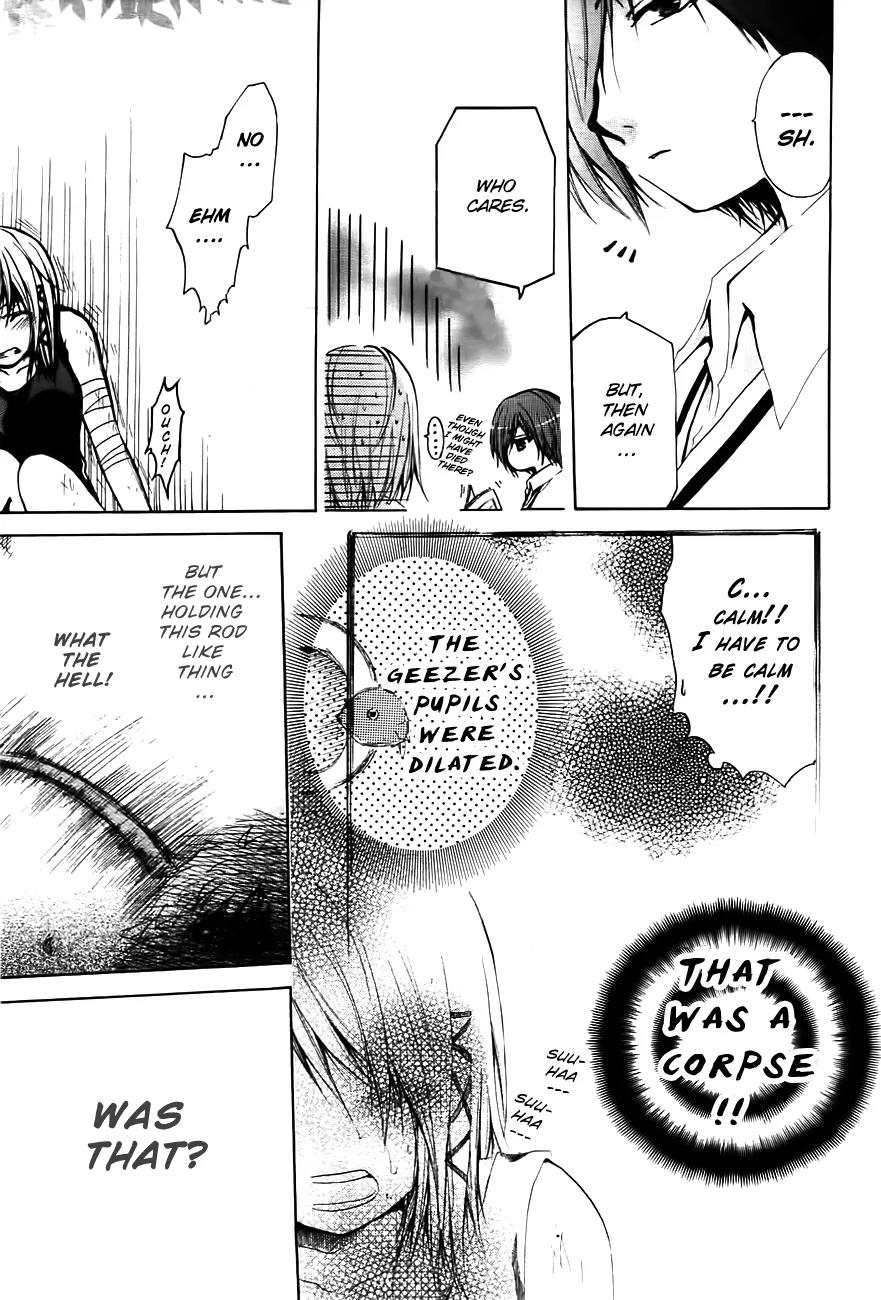 ---
SH.
BUT,
THEN
AGAIN
...
WHO
CARES.
EVEN
THOUGH
I MIGHT
HAVE
DIED
THERE?
.....
NO
...
EHM
....
OUCH!
C...
CALM!!
I HAVE TO
BE CALM
...!!
THE
GEEZER'S
PUPILS
WERE
DILATED.
THAT
WAS A
CORPSE
!!
SUU-
HAA
---
SUU-
HAA
---
BUT
THE ONE...
HOLDING
THIS ROD
LIKE
THING
...
WHAT
THE
HELL!
WAS
THAT?